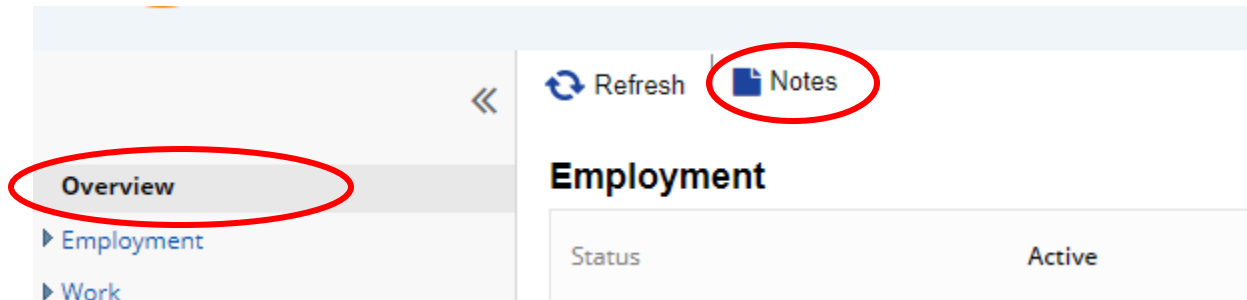 Refresh
Notes
Overview
Employment
Work
Employment
Status
Active